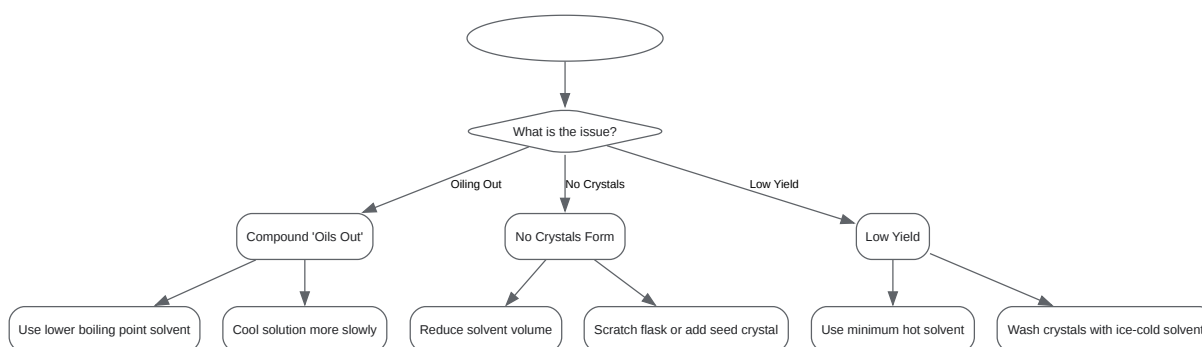 What is the issue?
Oiling Out
No Crystals
Low Yield
Compound 'Oils Out'
No Crystals Form
Low Yield
Use lower boiling point solvent
Cool solution more slowly
Reduce solvent volume
Scratch flask or add seed crystal
Use minimum hot solvent
Wash crystals with ice-cold solvent